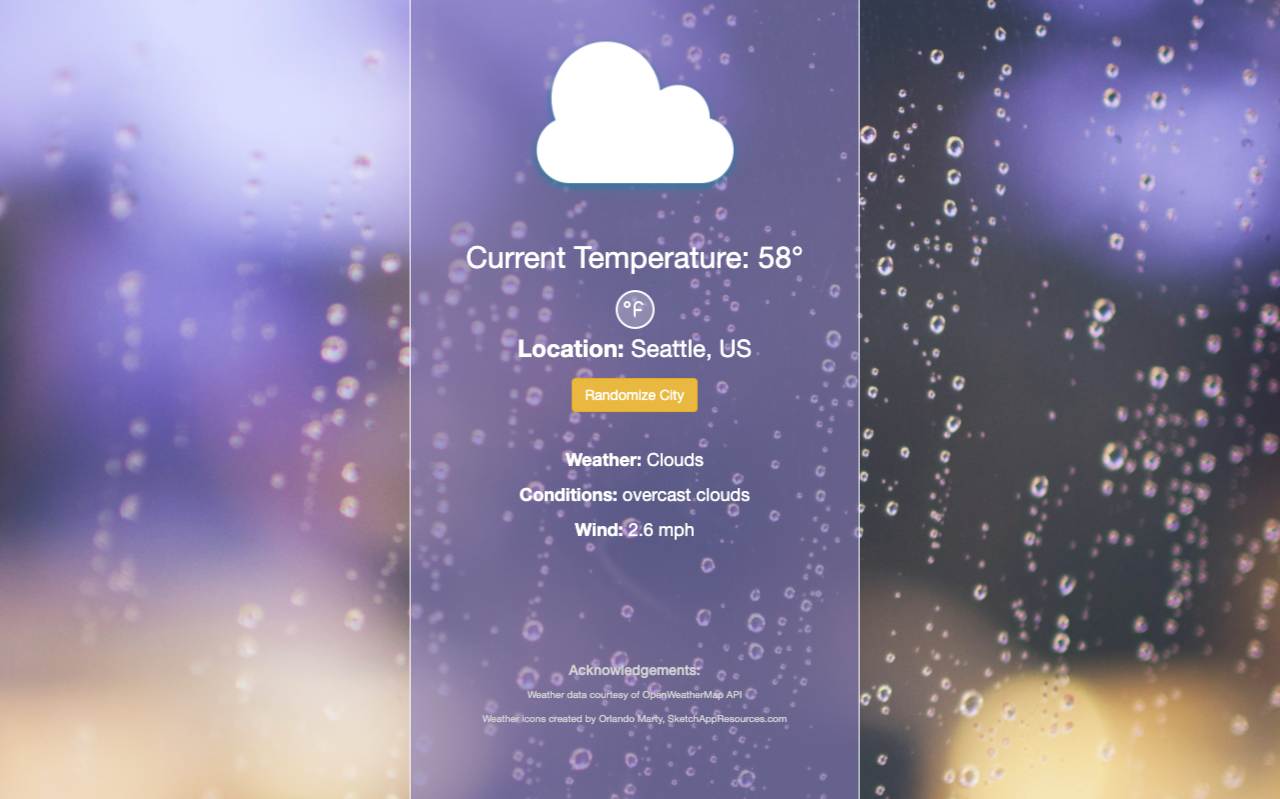 Current Temperature: 58°
°F
Location: Seattle, US
Randomize City
Weather: Clouds
Conditions: overcast clouds
Wind: 2.6 mph
Acknowledgements:
Weather data courtesy of OpenWeatherMap API
Weather icons created by Orlando Marty, SketchAppResources.com